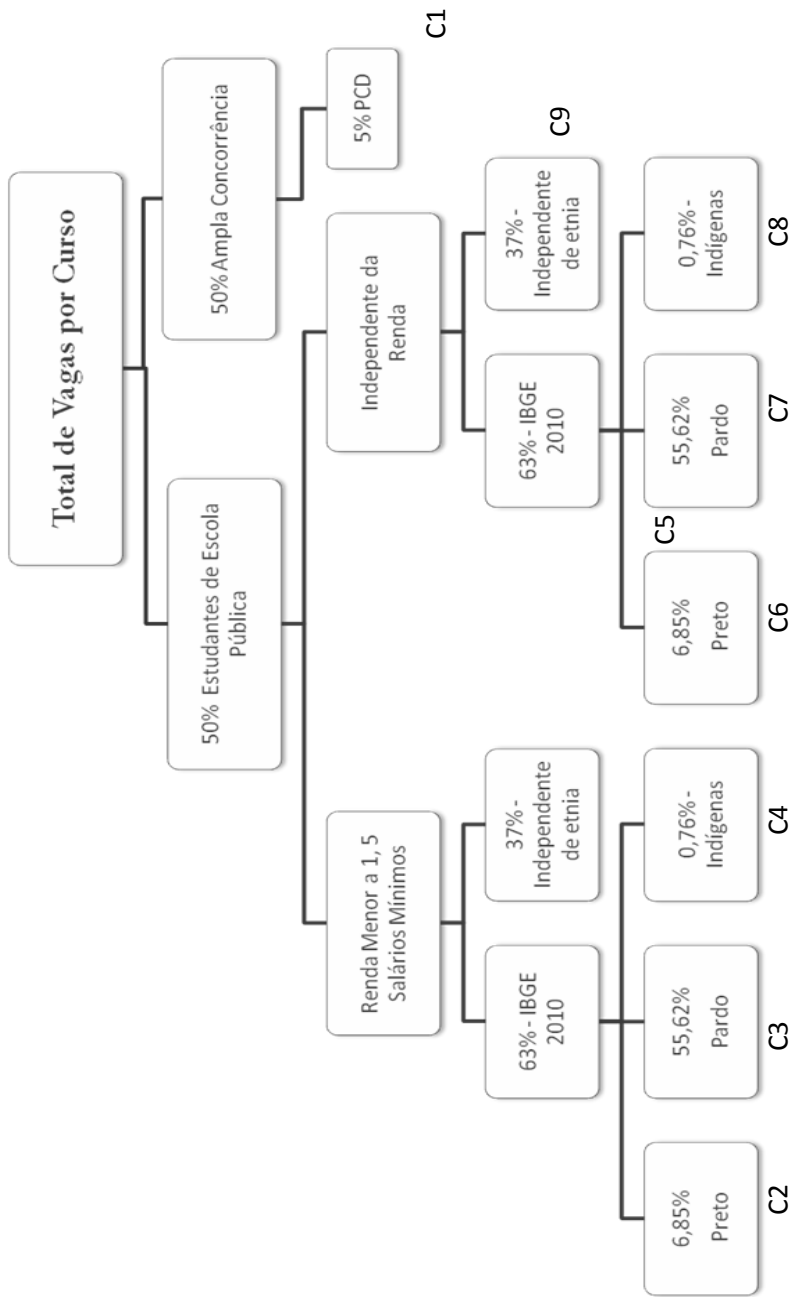 Total de Vagas por Curso
50% Estudantes de Escola
Pública
50% Ampla Concorrência
Renda Menor a 1, 5
Salários Mínimos
Independente da
Renda
5% PCD
C1
63% - IBGE
2010
37% -
Independente
de etnia
63% - IBGE
2010
37% -
Independente
de etnia
C9
6,85%
Preto
55,62%
Pardo
0,76% -
Indígenas
C5
6,85%
Preto
55,62%
Pardo
0,76% -
Indígenas
C2
C3
C4
C6
C7
C8